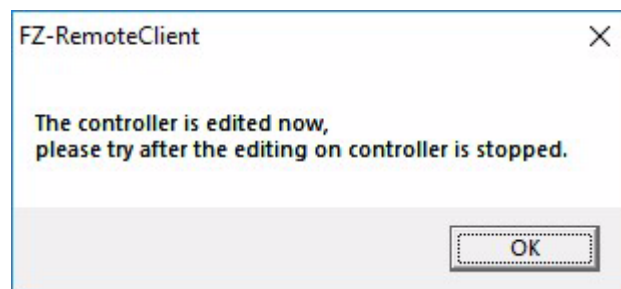 FZ-RemoteClient
The controller is edited now,
please try after the editing on controller is stopped.
OK